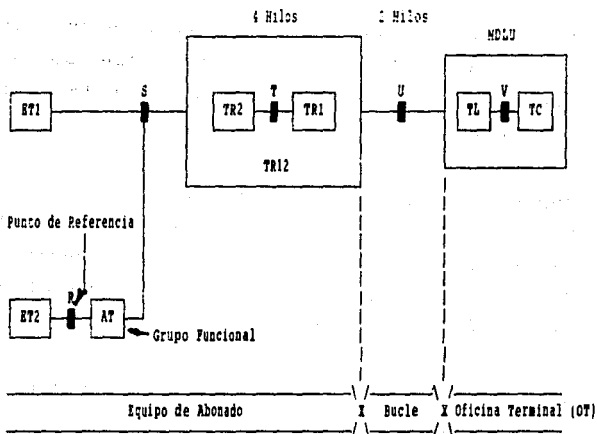 4 Hilos
2 Hilos
MDLU
S
T
U
V
ET1
TR2
TR1
TL
TC
TR12
Punto de Referencia
R
ET2
AT
Grupo Funcional
Equipo de Abonado
X
Bucle
X
Oficina Terminal (OT)